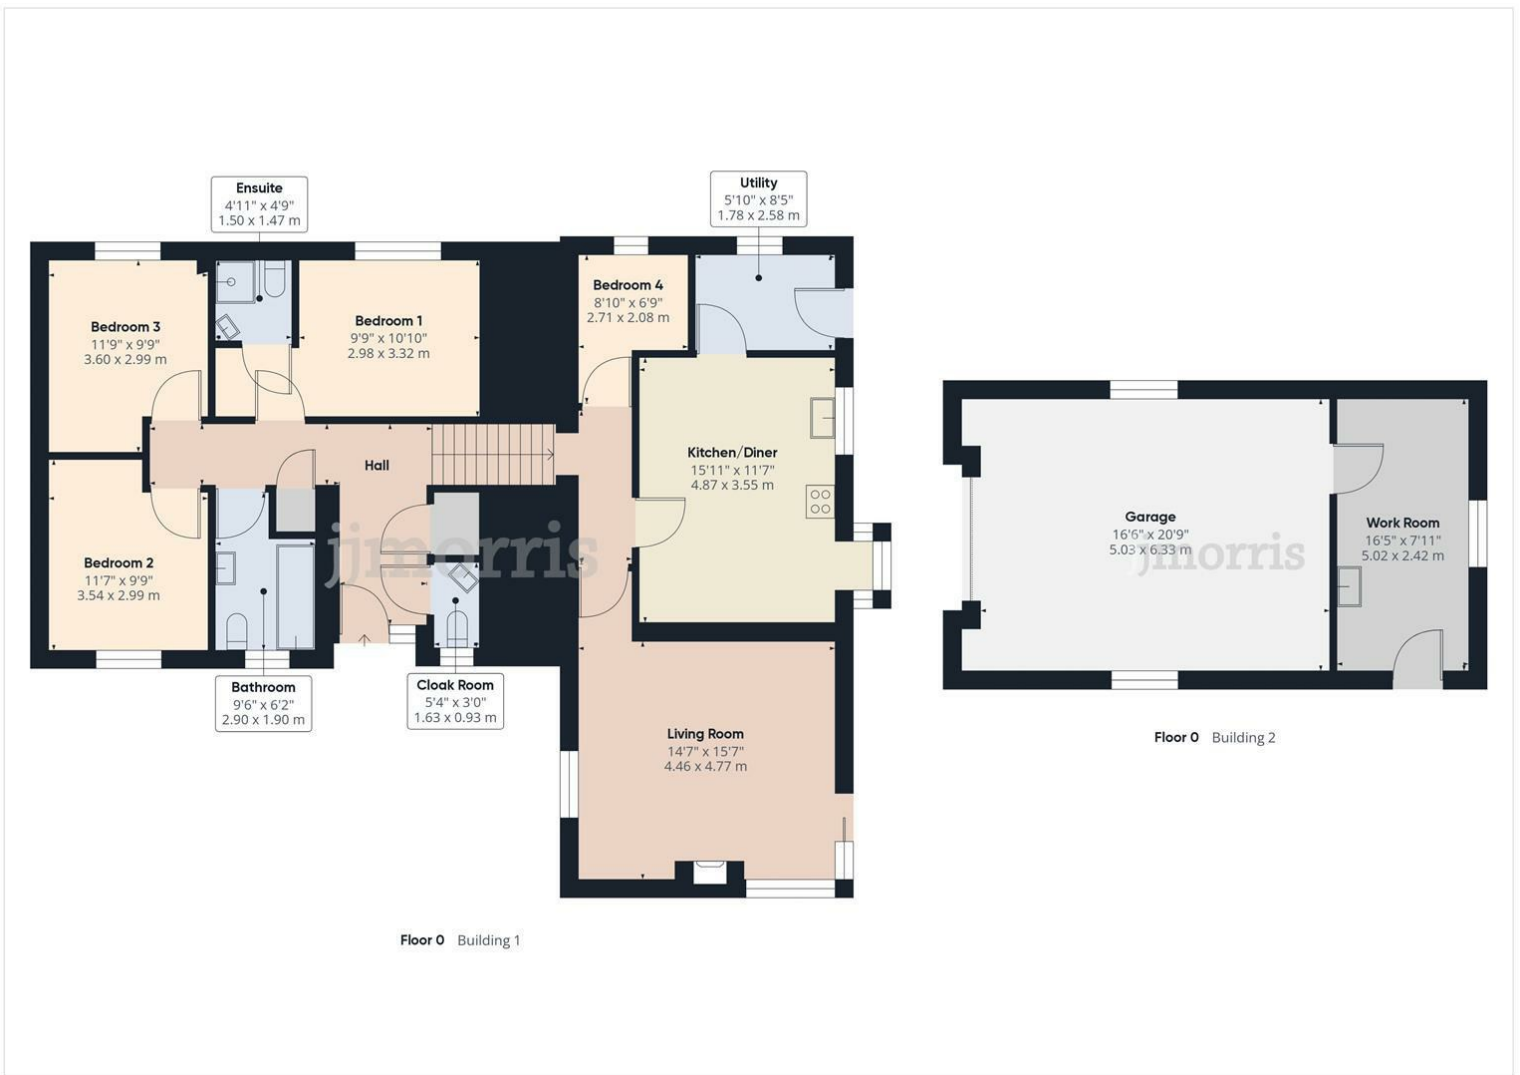 Ensuite
4'11" x 4'9"
1.50 x 1.47 m
Utility
5'10" x 8'5"
1.78 x 2.58 m
Bedroom 3
11'9" x 9'9"
3.60 x 2.99 m
Bedroom 1
9'9" x 10'10"
2.98 x 3.32 m
Bedroom 4
8'10" x 6'9"
2.71 x 2.08 m
Hall
Kitchen/Diner
15'11" x 11'7"
4.87 x 3.55 m
Bedroom 2
11'7" x 9'9"
3.54 x 2.99 m
jjmorris
Garage
16'6" x 20'9"
5.03 x 6.33 m
jjmorris
Work Room
16'5" x 7'11"
5.02 x 2.42 m
Bathroom
9'6" x 6'2"
2.90 x 1.90 m
Cloak Room
5'4" x 3'0"
1.63 x 0.93 m
Living Room
14'7" x 15'7"
4.46 x 4.77 m
Floor 0 Building 2
Floor 0 Building 1